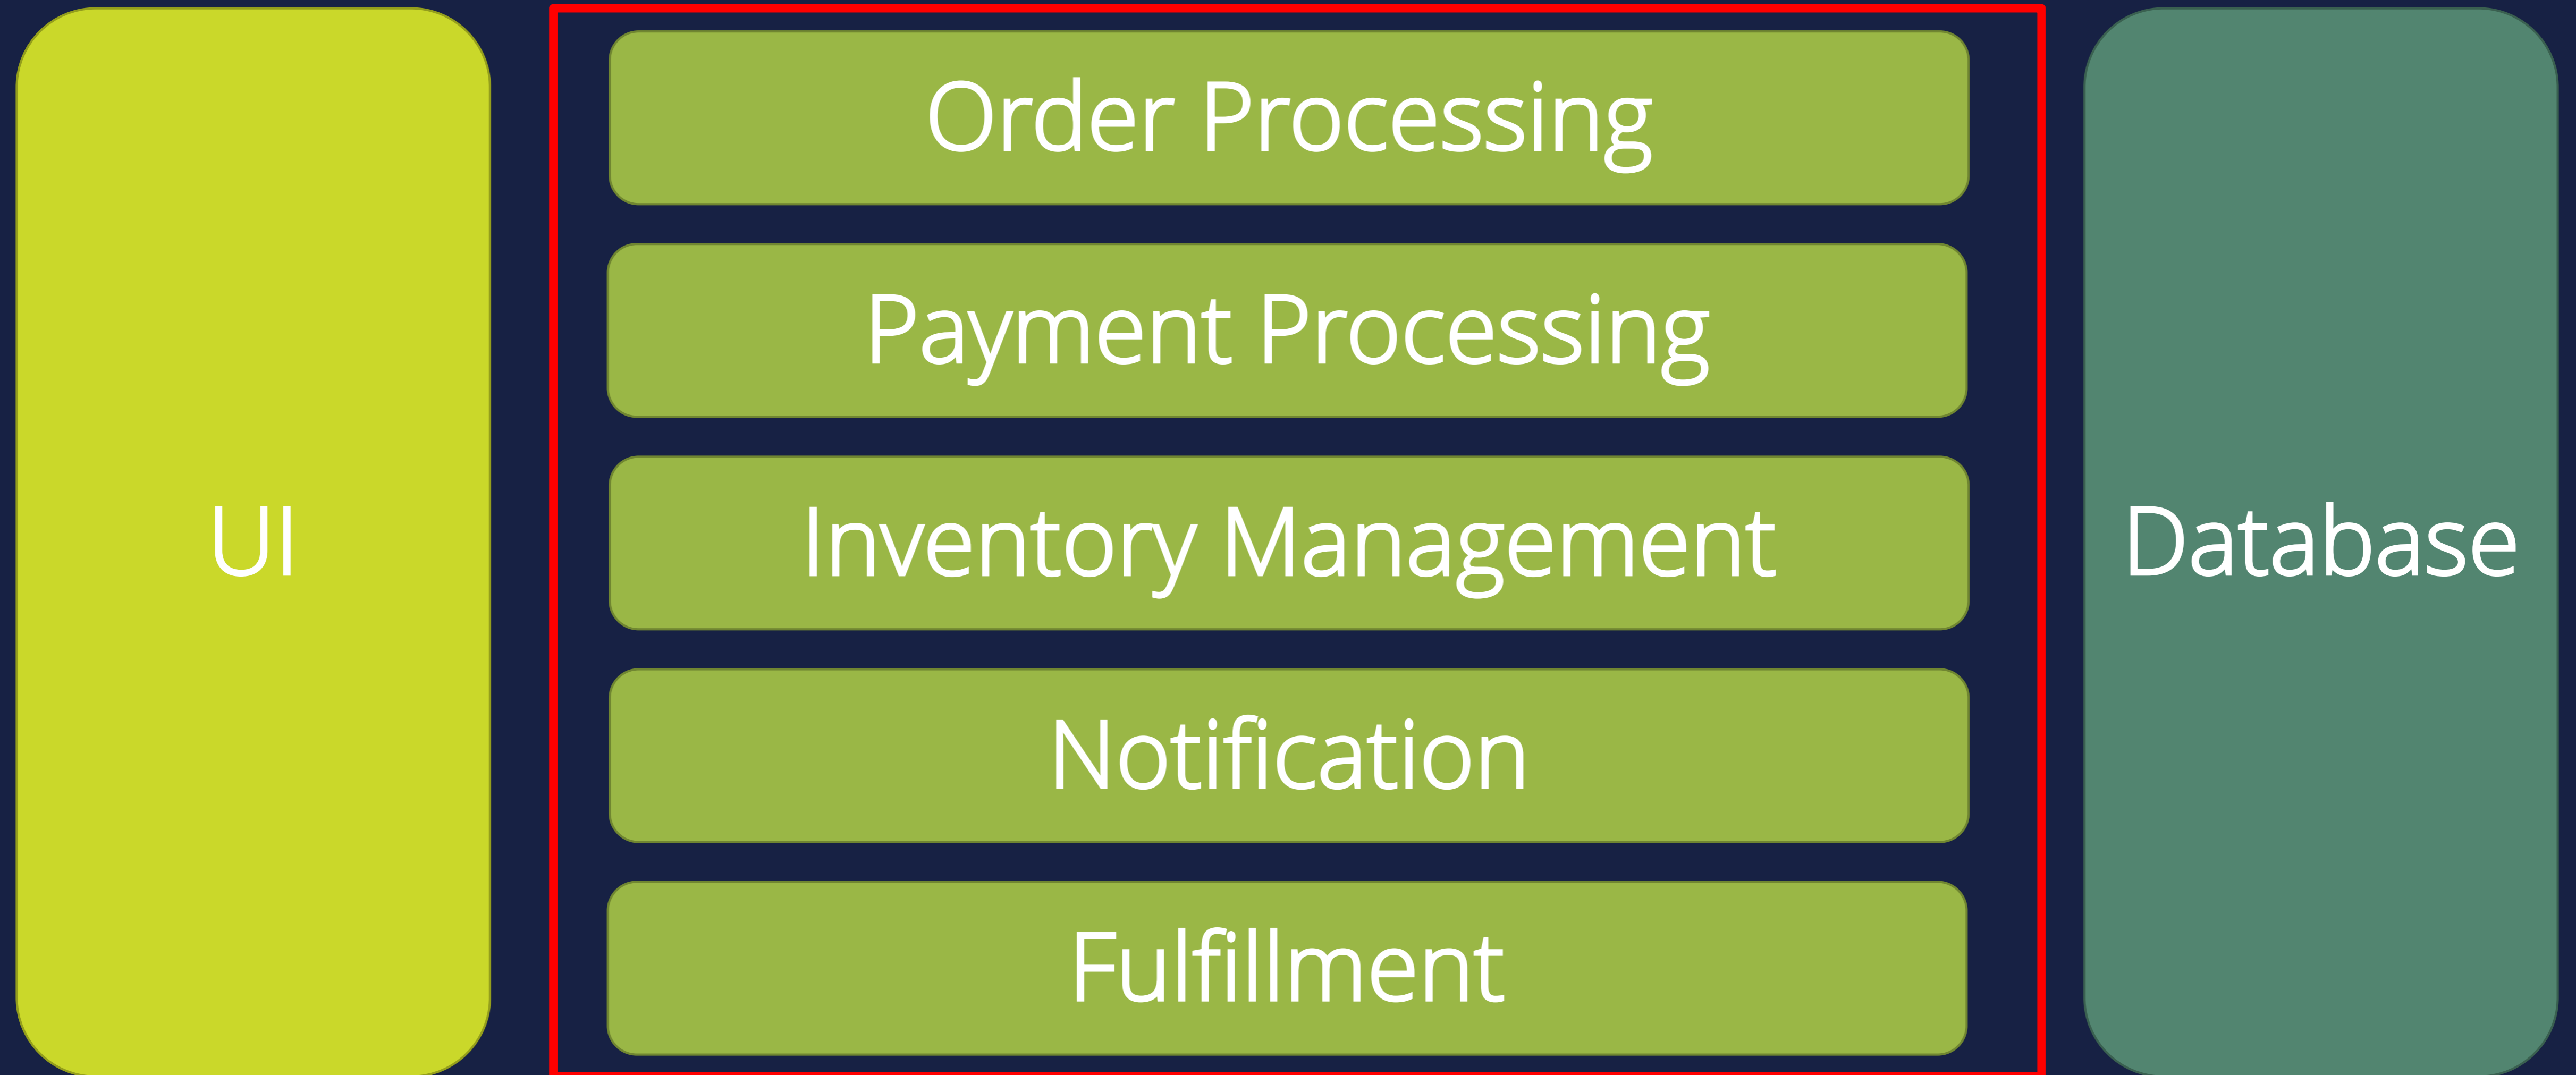 UI
Order Processing
Payment Processing
Inventory Management
Notification
Fulfillment
Database